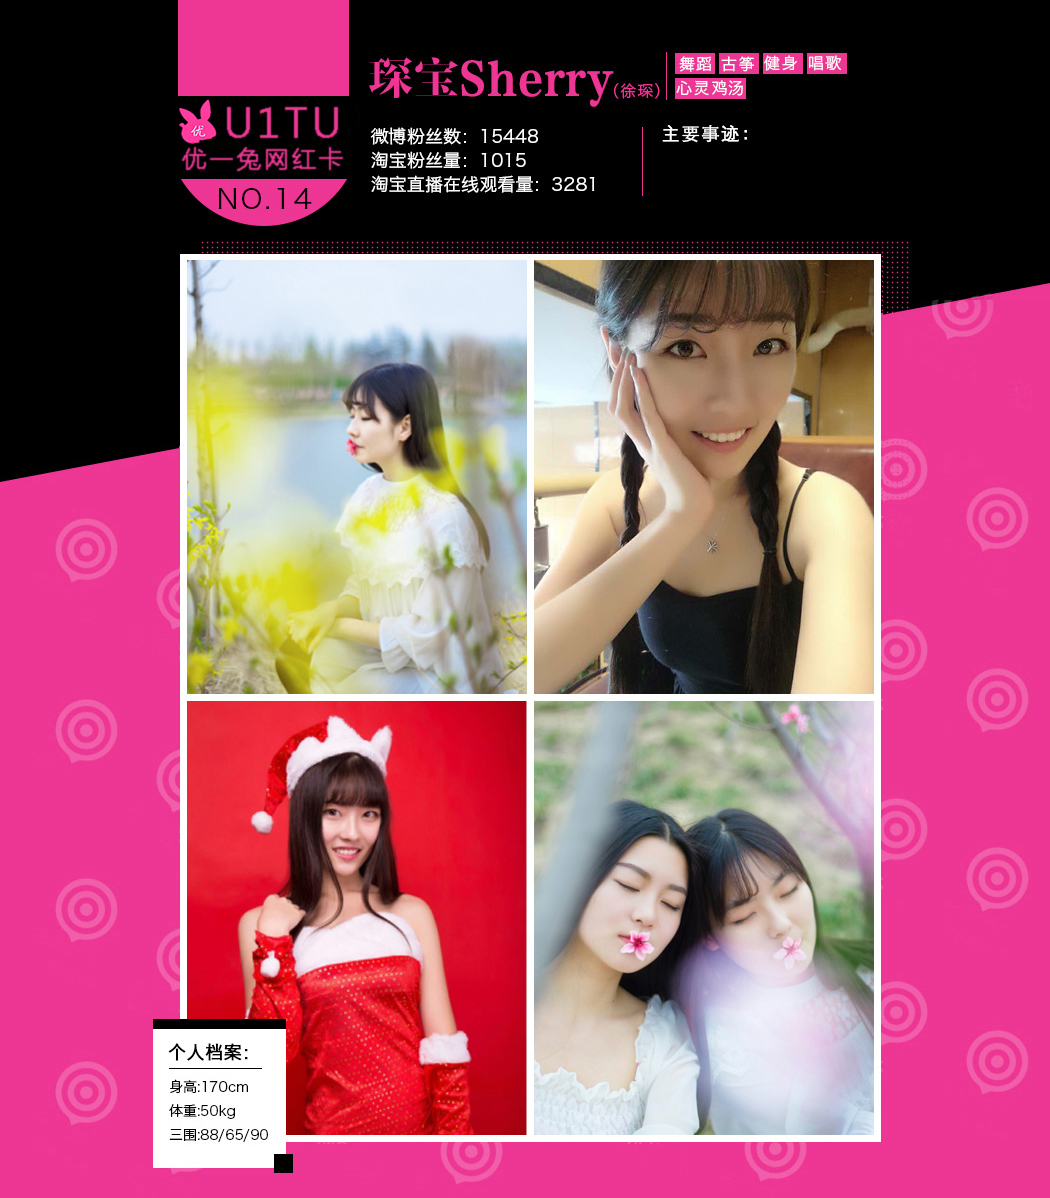 琛宝Sherry(徐琛)
舞蹈 古筝 健身 唱歌
心灵鸡汤
优
U1TU
优一兔网红卡
NO.14
微博粉丝数：15448
淘宝粉丝量：1015
淘宝直播在线观看量：3281
主要事迹：
个人档案：
身高:170cm
体重:50kg
三围:88/65/90